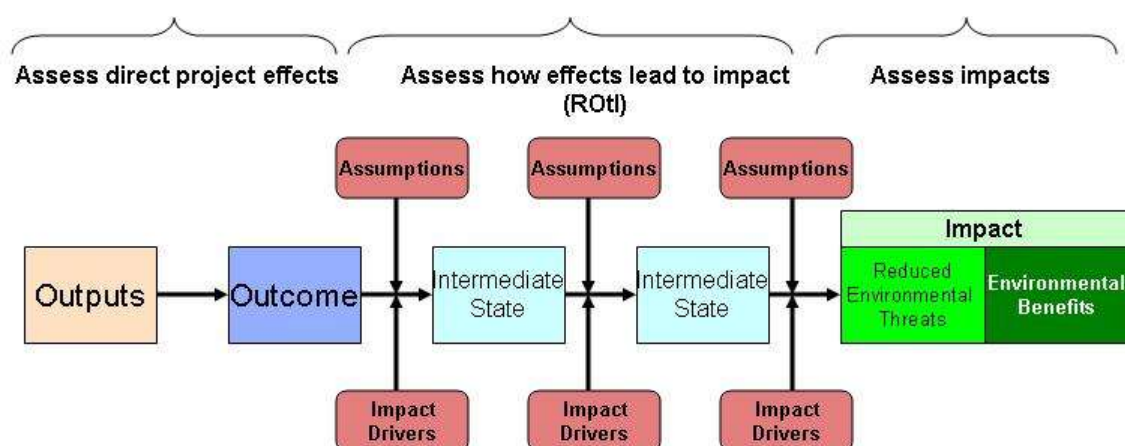 Assess direct project effects
Assess how effects lead to impact
(ROtI)
Assess impacts
Assumptions
Assumptions
Assumptions
Outputs
Outcome
Intermediate
State
Intermediate
State
Impact
Reduced
Environmental
Threats
Environmental
Benefits
Impact
Drivers
Impact
Drivers
Impact
Drivers